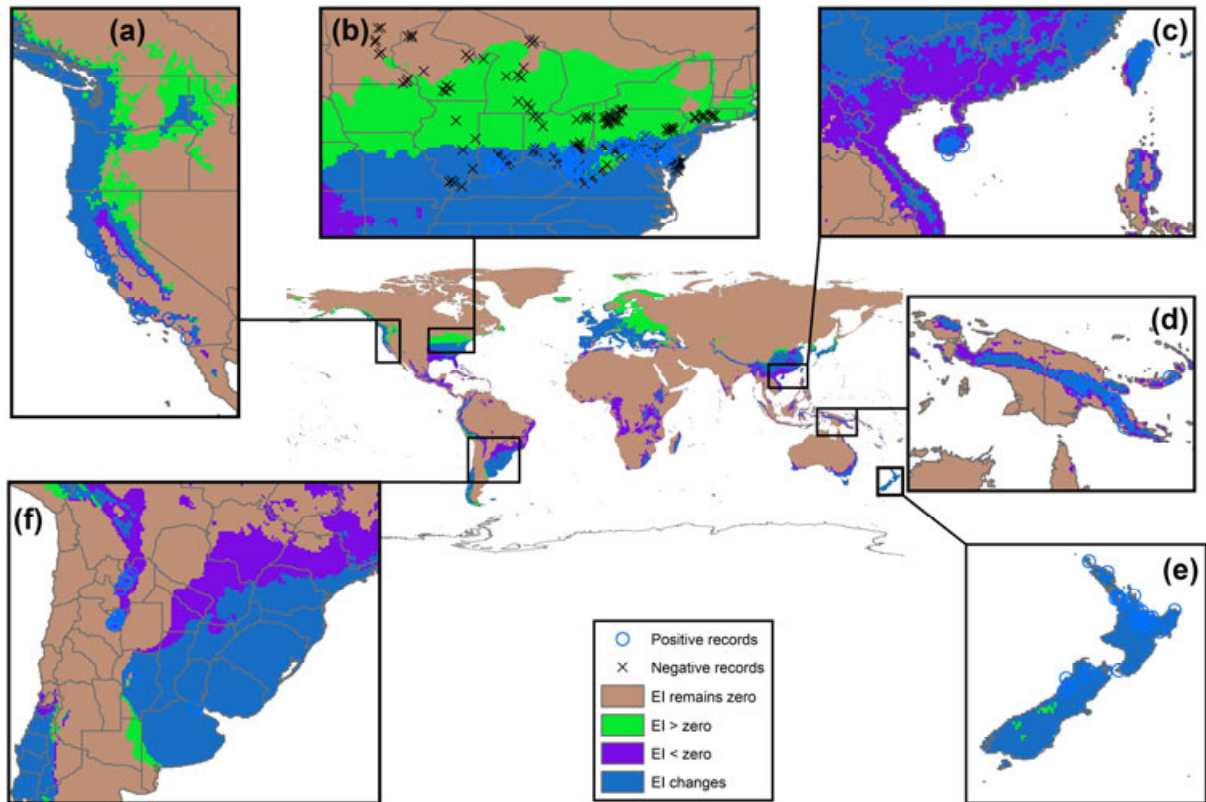 (a)
(b)
(c)
(d)
(e)
(f)
Positive records
Negative records
EI remains zero
EI > zero
EI < zero
EI changes